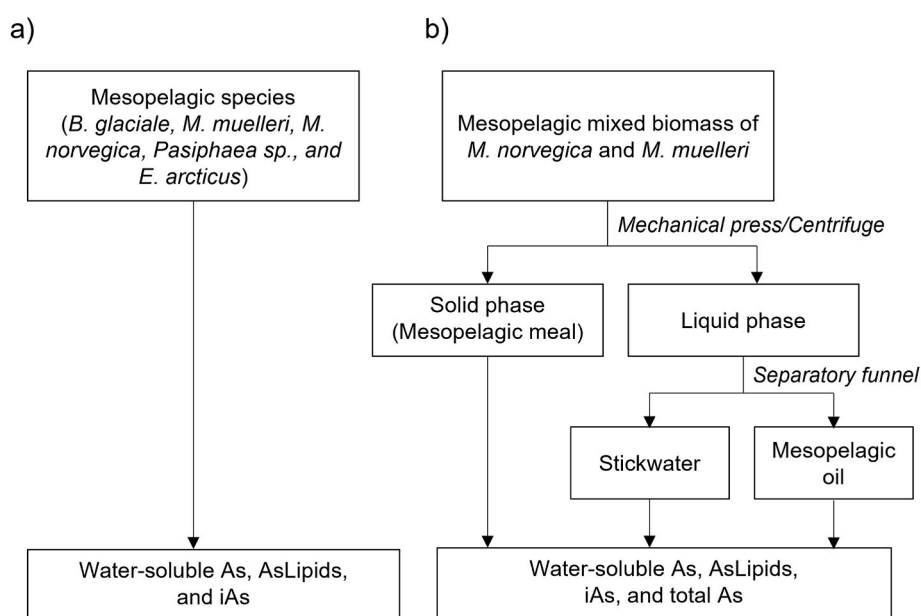 a)
Mesopelagic species
(B. glaciale, M. muelleri, M.
norvegica, Pasiphaea sp., and
E. arcticus)
Water-soluble As, AsLipids,
and iAs
b)
Mesopelagic mixed biomass of
M. norvegica and M. muelleri
Mechanical press/Centrifuge
Solid phase
(Mesopelagic meal)
Liquid phase
Separatory funnel
Stickwater
Mesopelagic
oil
Water-soluble As, AsLipids,
iAs, and total As